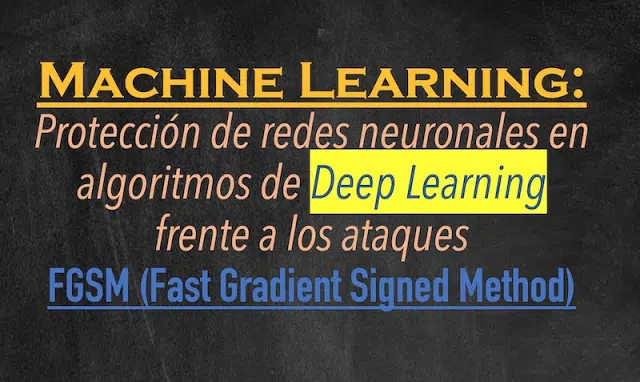 MACHINE LEARNING:
Protección de redes neuronales en
algoritmos de Deep Learning
frente a los ataques
FGSM (Fast Gradient Signed Method)